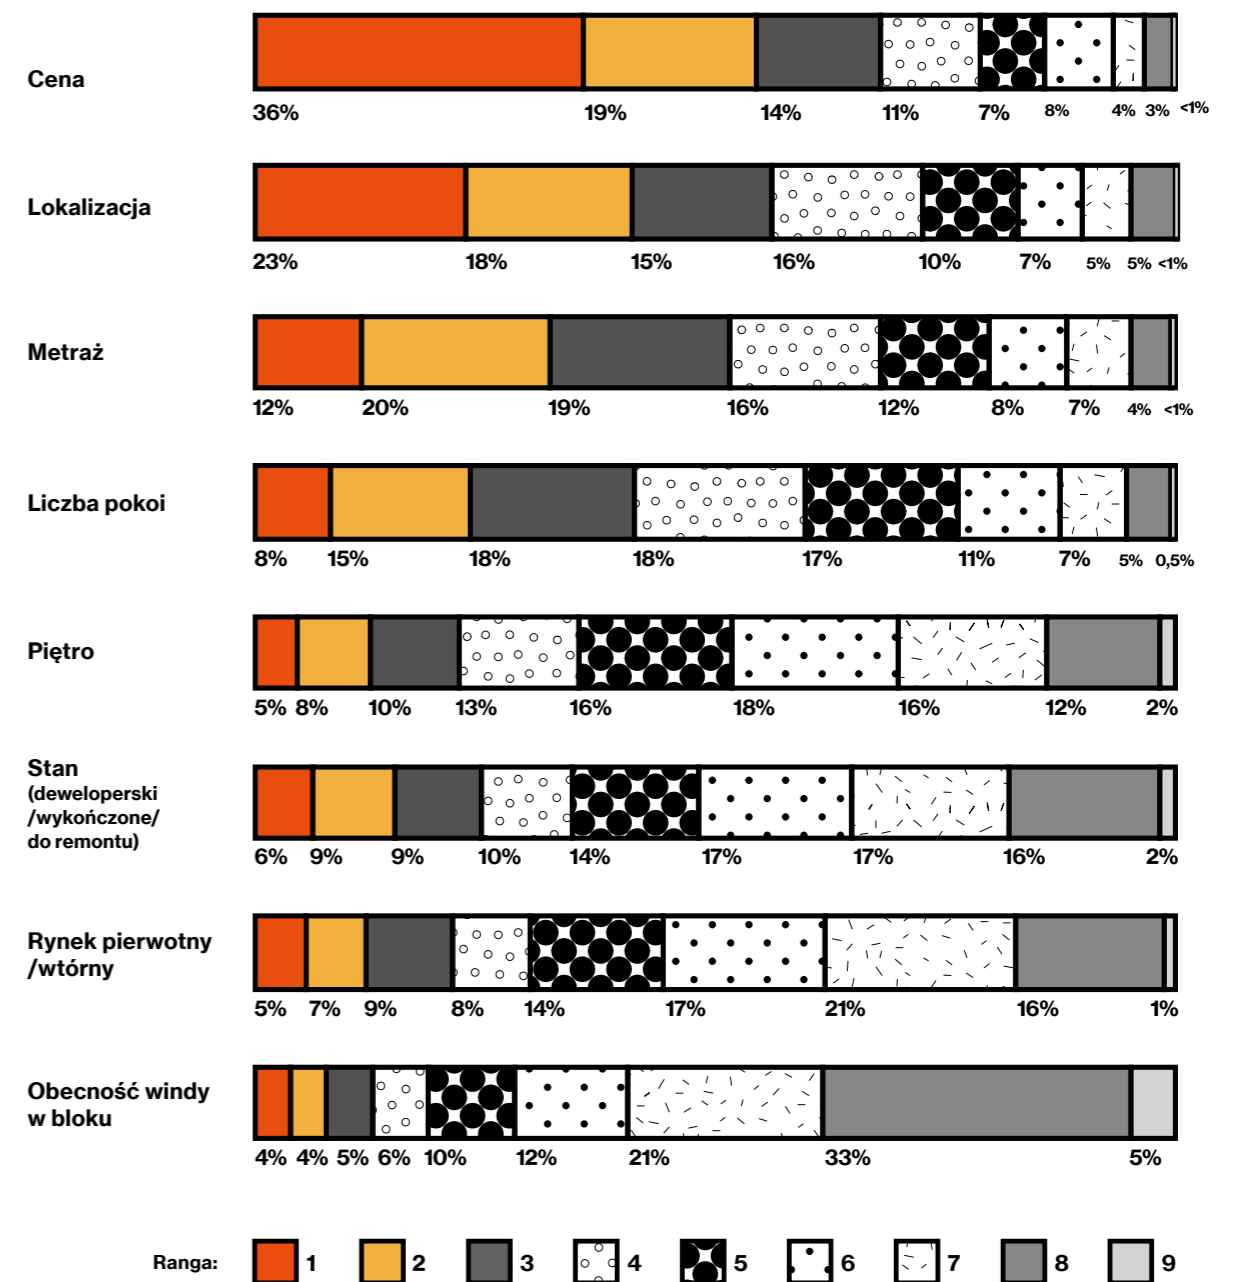 Cena
36% 19% 14% 11% 7% 8% 4% 3% <1%
Lokalizacja
23% 18% 15% 16% 10% 7% 5% 5% <1%
Metraż
12% 20% 19% 16% 12% 8% 7% 4% <1%
Liczba pokoi
8% 15% 18% 18% 17% 11% 7% 5% 0,5%
Piętro
5% 8% 10% 13% 16% 18% 16% 12% 2%
Stan
(deweloperski
/wykończone/
do remontu)
6% 9% 9% 10% 14% 17% 17% 16% 2%
Rynek pierwotny
/wtórny
5% 7% 9% 8% 14% 17% 21% 16% 1%
Obecność windy
w bloku
4% 4% 5% 6% 10% 12% 21% 33% 5%
Ranga: 1 2 3 4 5 6 7 8 9